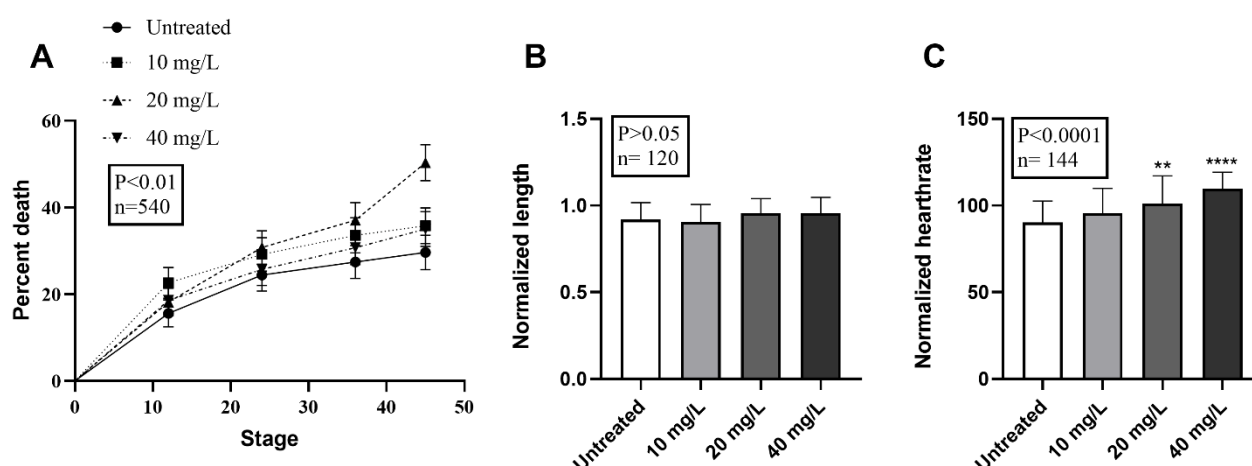 Untreated
10 mg/L
20 mg/L
40 mg/L
A
60
40
20
0
Percent death
P<0.01
n=540
0 10 20 30 40 50
Stage
B
1.5
1.0
0.5
0.0
Normalized length
P>0.05
n= 120
Untreated
10 mg/L
20 mg/L
40 mg/L
C
150
100
50
0
Normalized hearthrate
P<0.0001
n= 144
**
****
Untreated
10 mg/L
20 mg/L
40 mg/L